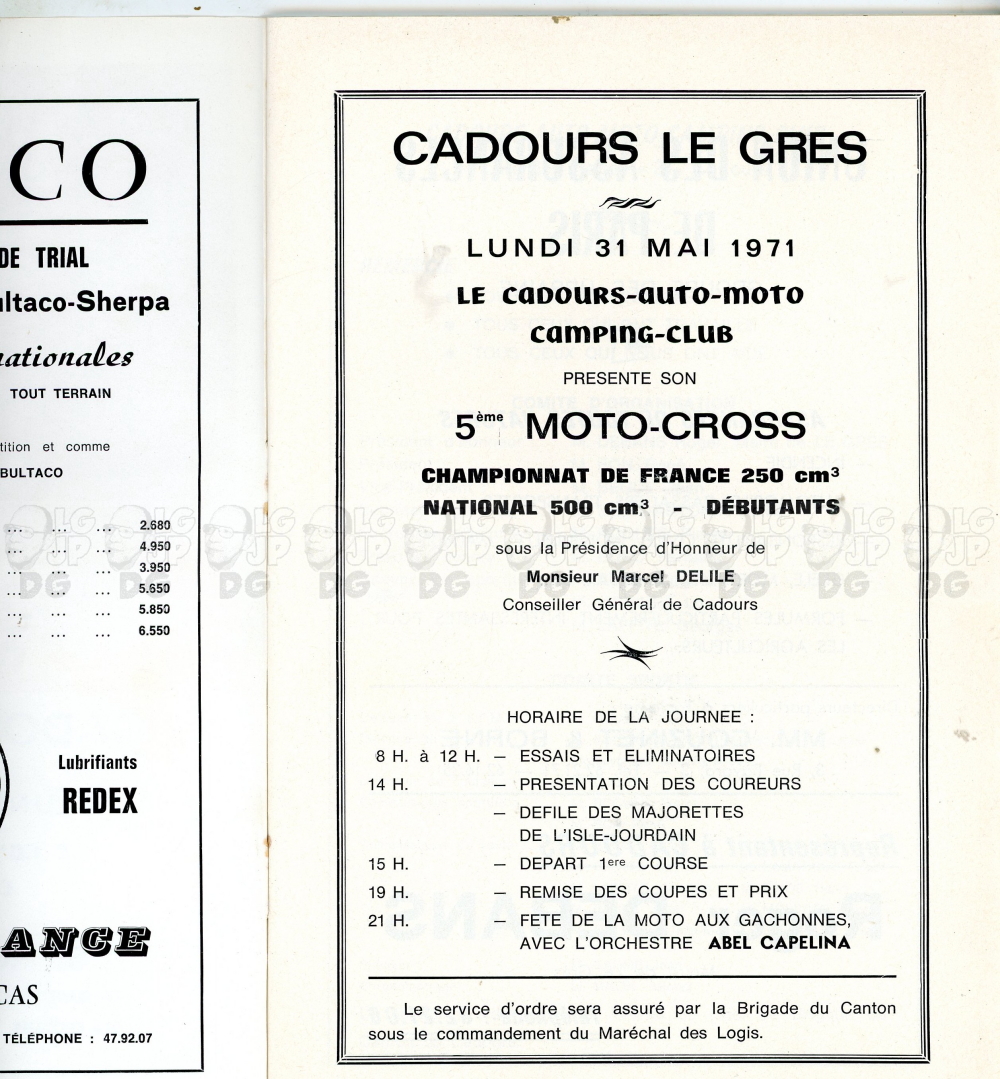 CO
DE TRIAL
ultaco-Sherpa
nationales
TOUT TERRAIN
tition et comme
BULTACO
... ... ... 2.680
... ... ... 4.950
... ... ... 3.950
... ... ... 5.650
... ... ... 5.850
... ... ... 6.550
Lubrifiants
REDEX
ANCE
CAS
TÉLÉPHONE : 47.92.07
CADOURS LE GRES
LUNDI 31 MAI 1971
LE CADOURS-AUTO-MOTO
CAMPING-CLUB
PRESENTE SON
5ème MOTO-CROSS
CHAMPIONNAT DE FRANCE 250 cm³
NATIONAL 500 cm³ - DÉBUTANTS
sous la Présidence d'Honneur de
Monsieur Marcel DELILE
Conseiller Général de Cadours
HORAIRE DE LA JOURNEE :
8 H. à 12 H. — ESSAIS ET ELIMINATOIRES
14 H. — PRESENTATION DES COUREURS
— DEFILE DES MAJORETTES
DE L'ISLE-JOURDAIN
15 H. — DEPART 1ere COURSE
19 H. — REMISE DES COUPES ET PRIX
21 H. — FETE DE LA MOTO AUX GACHONNES,
AVEC L'ORCHESTRE ABEL CAPELINA
Le service d'ordre sera assuré par la Brigade du Canton
sous le commandement du Maréchal des Logis.
LG JP DG